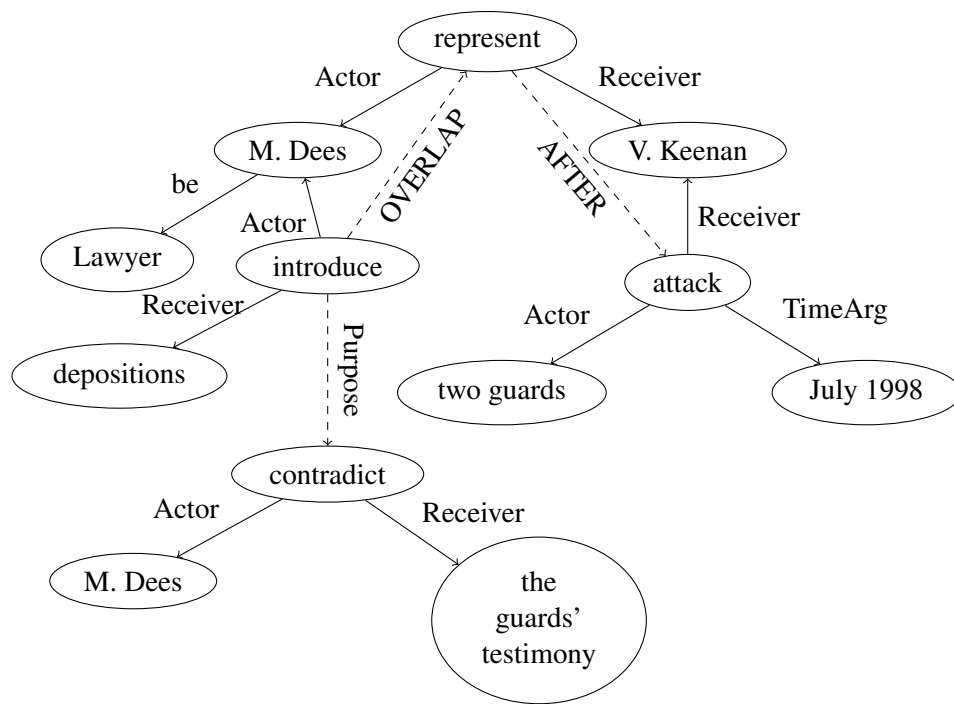 represent
Actor
Receiver
M. Dees
V. Keenan
OVERLAP
AFTER
be
Actor
Receiver
Lawyer
introduce
attack
Receiver
Purpose
Actor
TimeArg
depositions
two guards
July 1998
contradict
Actor
Receiver
M. Dees
the
guards’
testimony